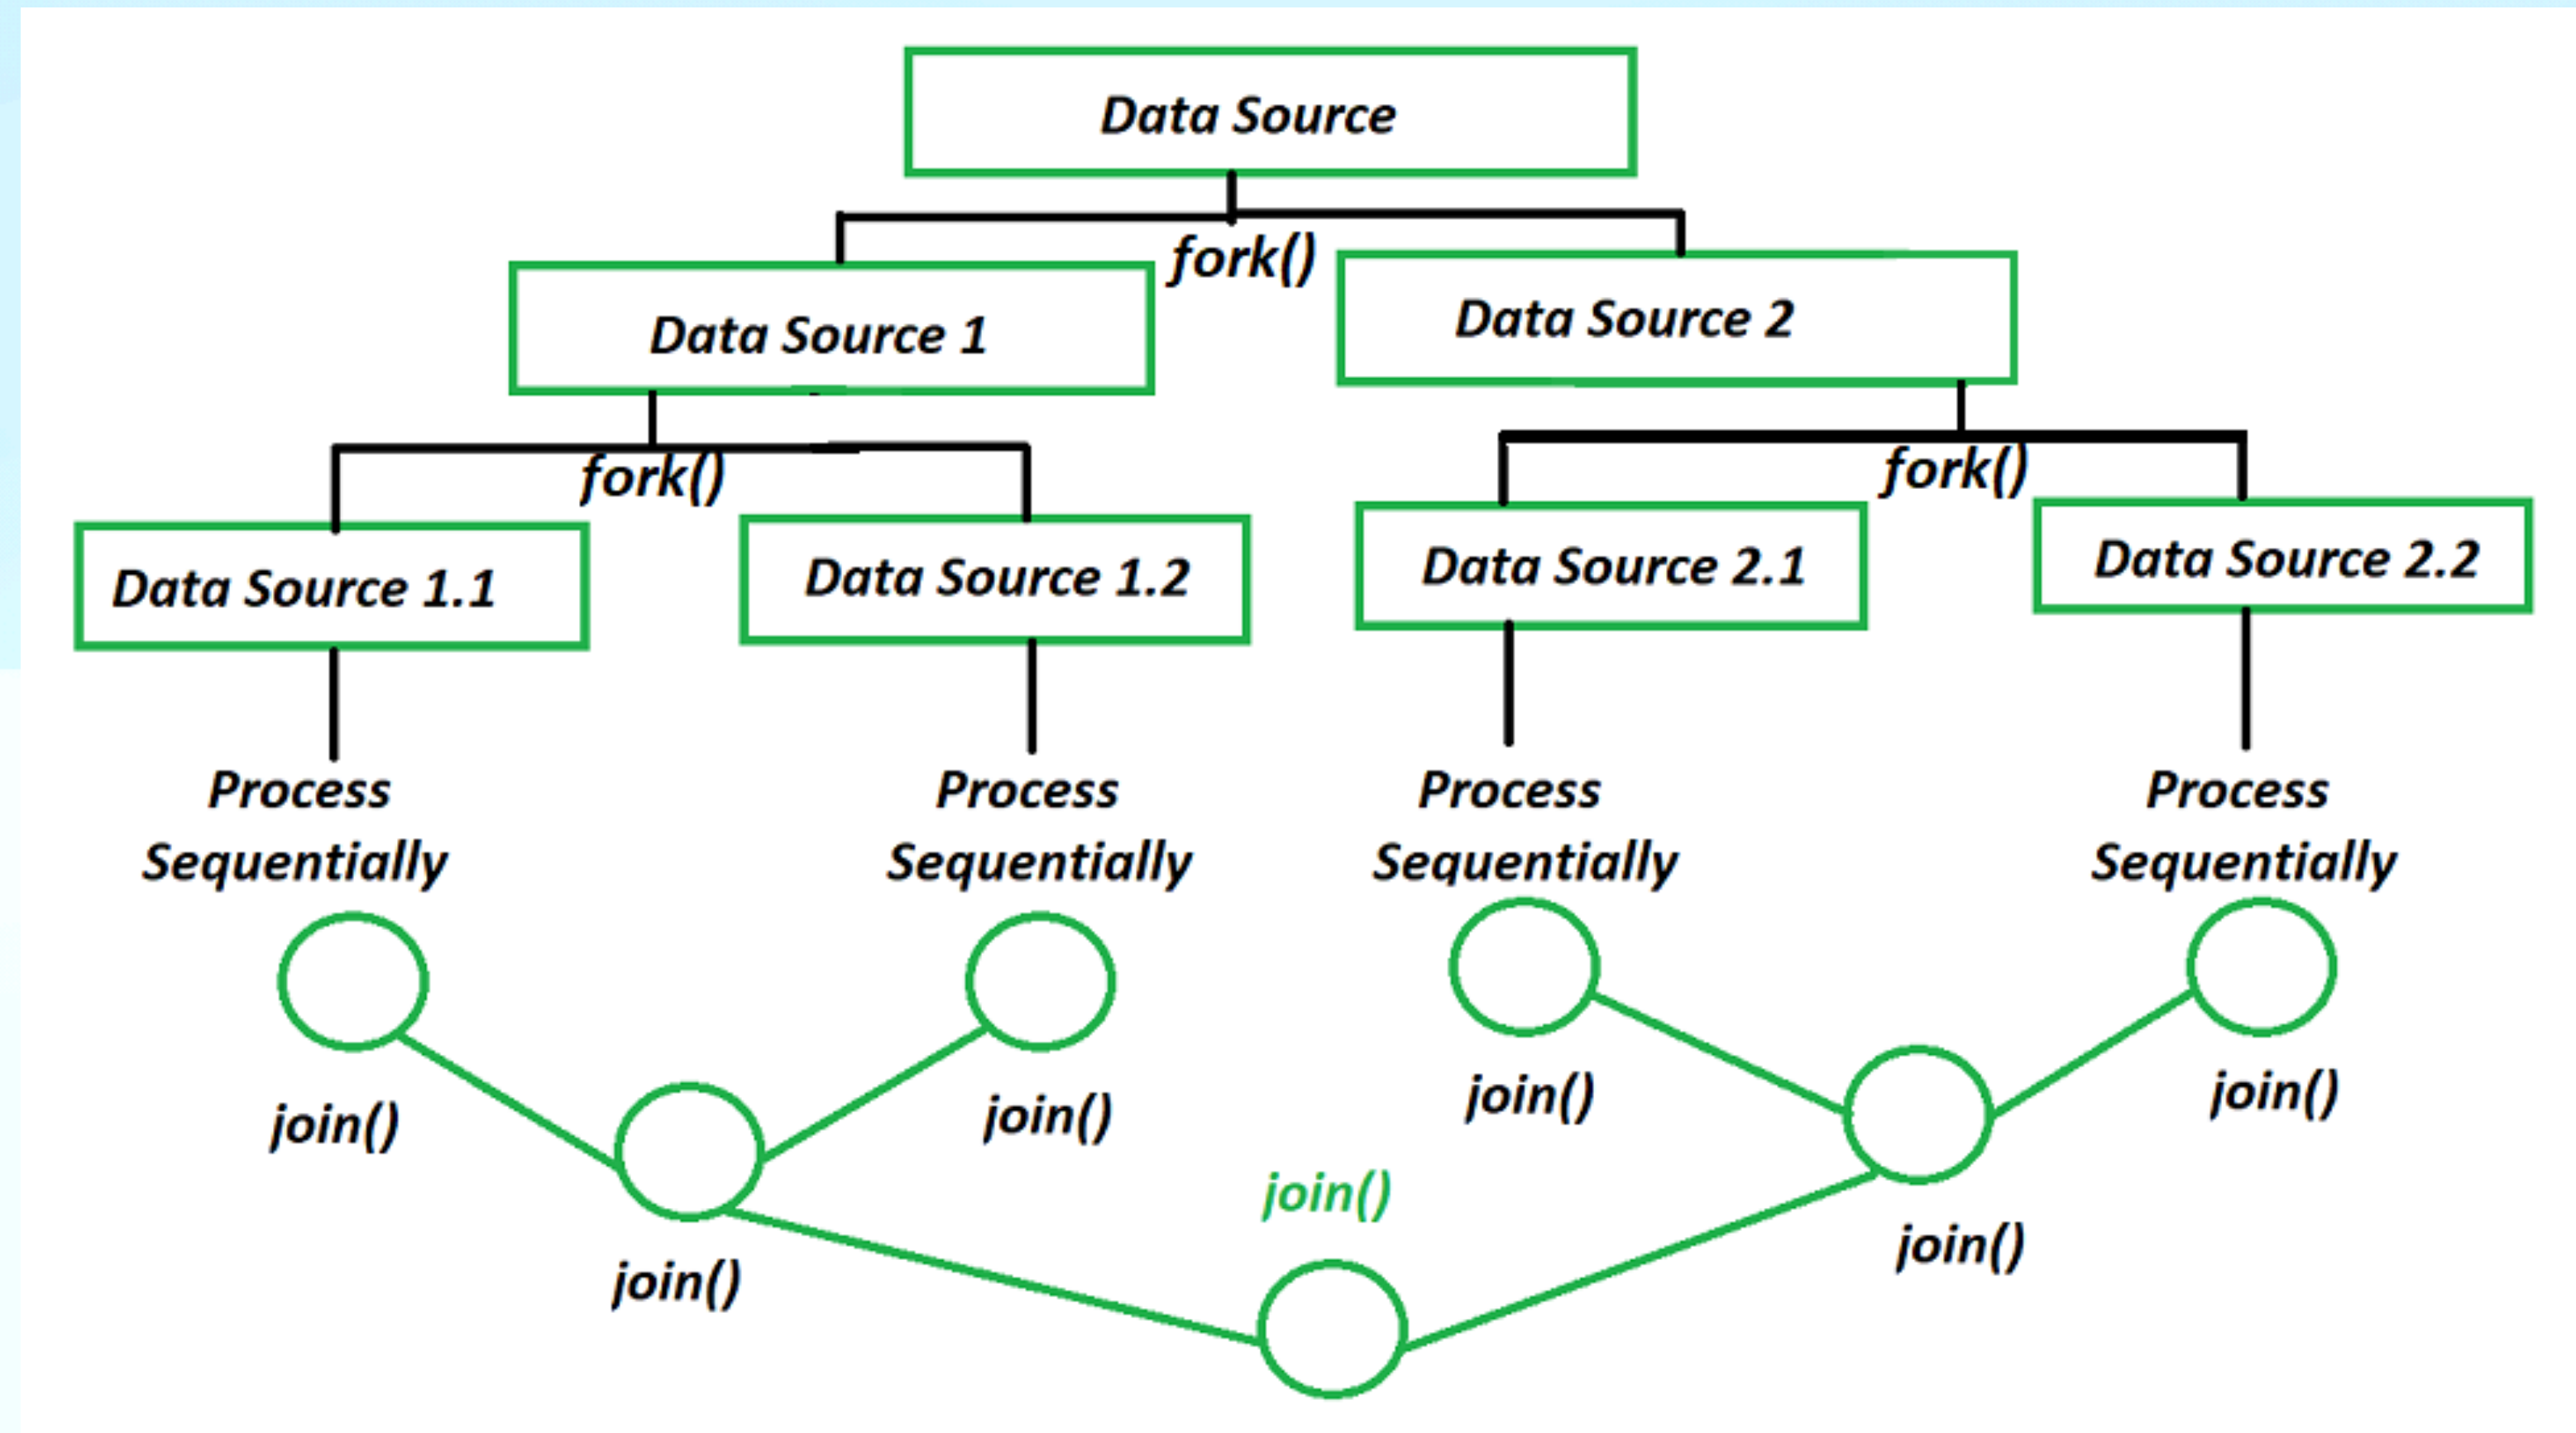 Data Source
fork()
Data Source 1
Data Source 2
fork()
fork()
Data Source 1.1
Data Source 1.2
Data Source 2.1
Data Source 2.2
Process
Sequentially
Process
Sequentially
Process
Sequentially
Process
Sequentially
join()
join()
join()
join()
join()
join()
join()